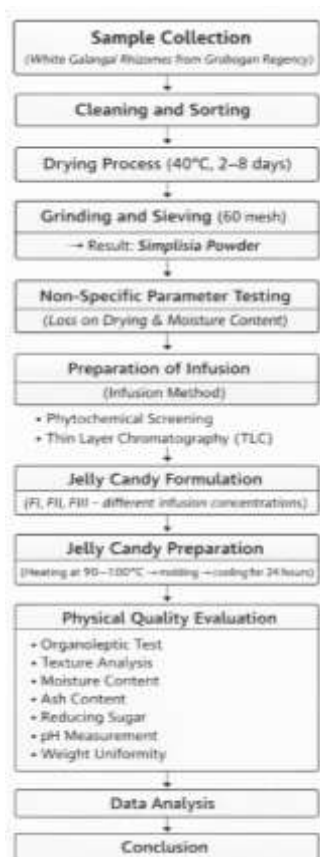 Sample Collection
(White Galangal Rhizomes from Grobogan Regency)
Cleaning and Sorting
Drying Process (40°C, 2–8 days)
Grinding and Sieving (60 mesh)
→ Result: Simplisia Powder
Non-Specific Parameter Testing
(Loss on Drying & Moisture Content)
Preparation of Infusion
(Infusion Method)
• Phytochemical Screening
• Thin Layer Chromatography (TLC)
Jelly Candy Formulation
(FI, FII, FIII – different infusion concentrations)
Jelly Candy Preparation
(Heating at 90–100°C → molding → cooling for 24 hours)
Physical Quality Evaluation
• Organoleptic Test
• Texture Analysis
• Moisture Content
• Ash Content
• Reducing Sugar
• pH Measurement
• Weight Uniformity
Data Analysis
Conclusion